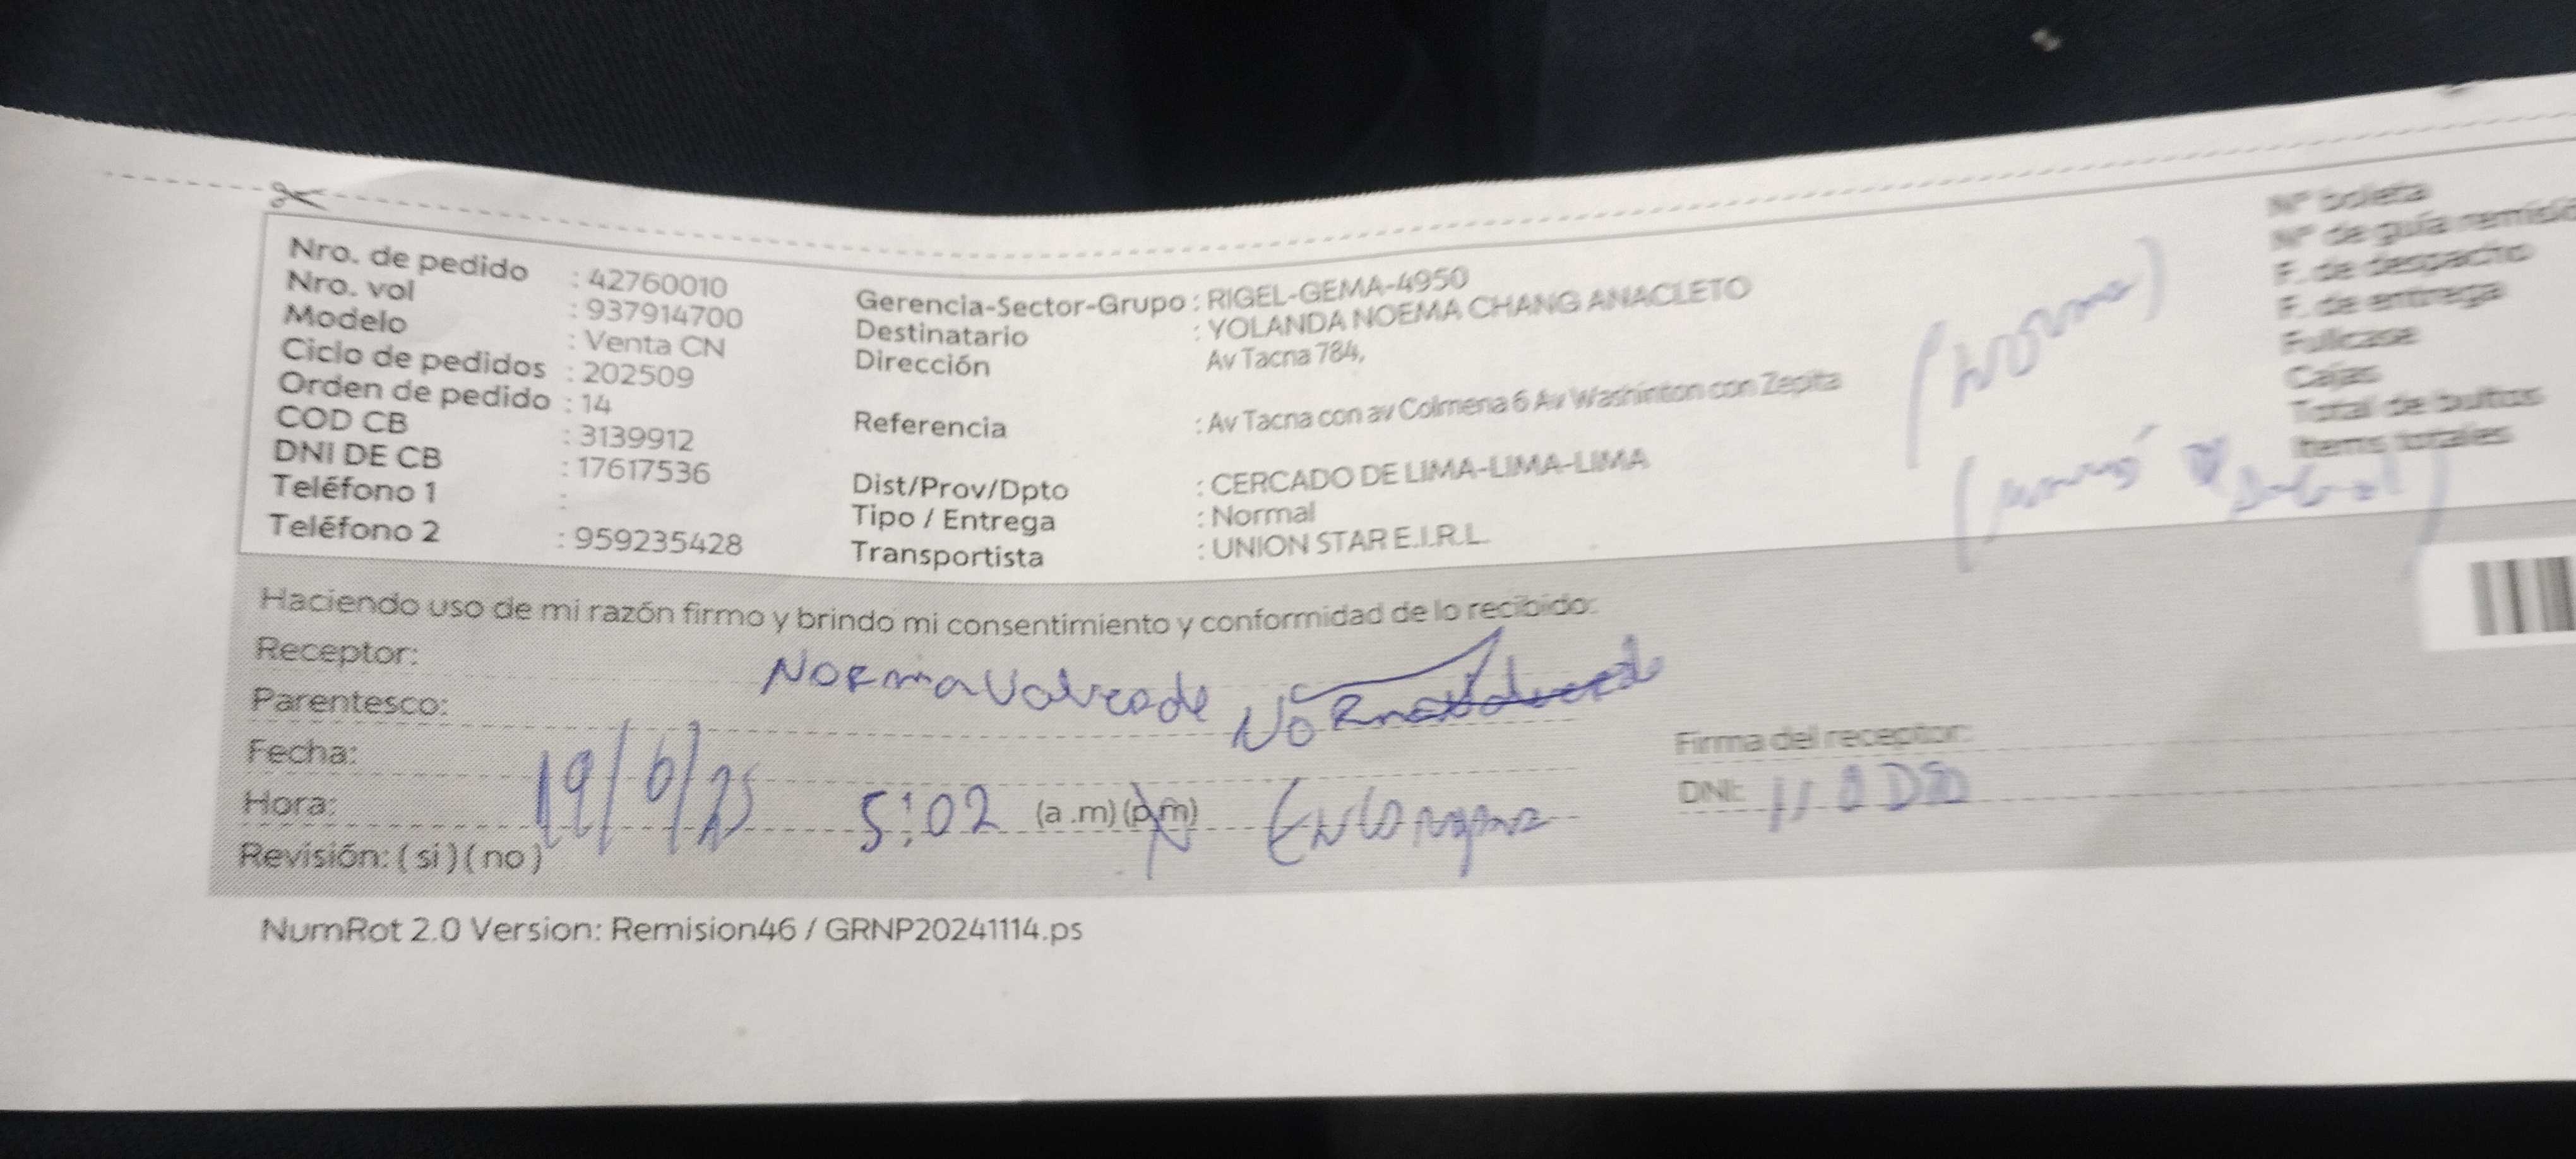 Nro. de pedido : 42760010
Nro. vol : 937914700
Modelo : Venta CN
Ciclo de pedidos : 202509
Orden de pedido : 14
COD CB : 3139912
DNI DE CB : 17617536
Teléfono 1 :
Teléfono 2 : 959235428
Gerencia-Sector-Grupo : RIGEL-GEMA-4950
Destinatario : YOLANDA NOEMA CHANG ANACLETO
Dirección Av Tacna 784,
Referencia : Av Tacna con av Colmena 6 Av Washinton con Zepita
Dist/Prov/Dpto : CERCADO DE LIMA-LIMA-LIMA
Tipo / Entrega : Normal
Transportista : UNION STAR E.I.R.L.
(Norma)
N° boleta
N° de guía remisió
F. de despacho
F. de entrega
Fullcase
Cajas
Total de bultos
Items totales
Haciendo uso de mi razón firmo y brindo mi consentimiento y conformidad de lo recibido:
Receptor: Norma Valverde
Parentesco:
Fecha: 19/6/25
Hora: 5:02 (a .m) (p.m)
Revisión: ( si ) ( no )
Firma del receptor:
DNI:
NumRot 2.0 Version: Remision46 / GRNP20241114.ps